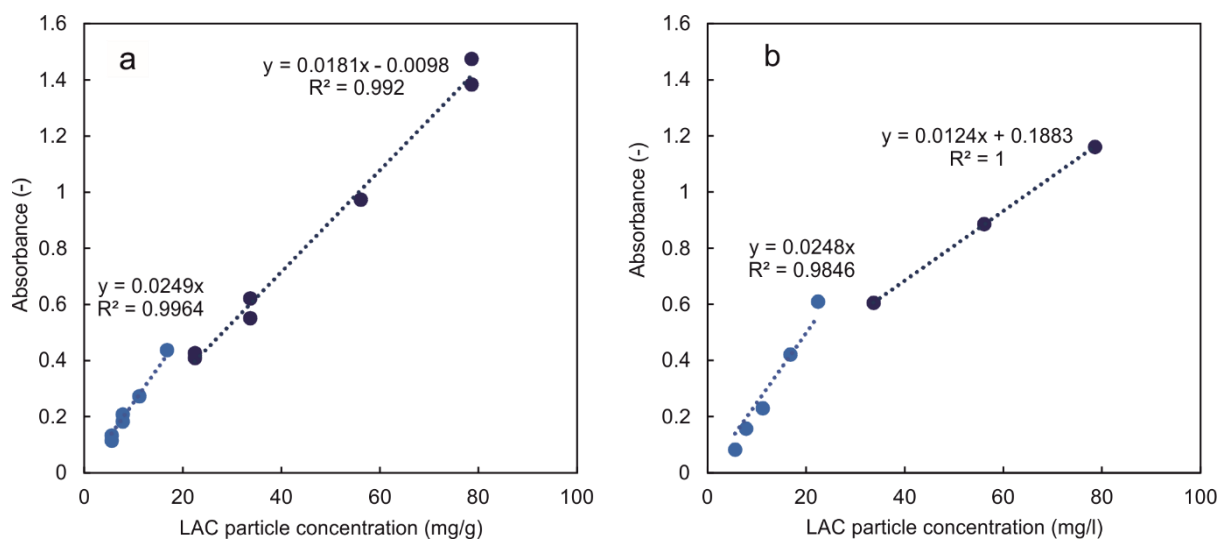 a
y = 0.0181x - 0.0098
R² = 0.992
y = 0.0249x
R² = 0.9964
1.6
1.4
1.2
1
0.8
0.6
0.4
0.2
0
0 20 40 60 80 100
Absorbance (-)
LAC particle concentration (mg/g)
b
y = 0.0124x + 0.1883
R² = 1
y = 0.0248x
R² = 0.9846
1.6
1.4
1.2
1
0.8
0.6
0.4
0.2
0
0 20 40 60 80 100
Absorbance (-)
LAC particle concentration (mg/l)